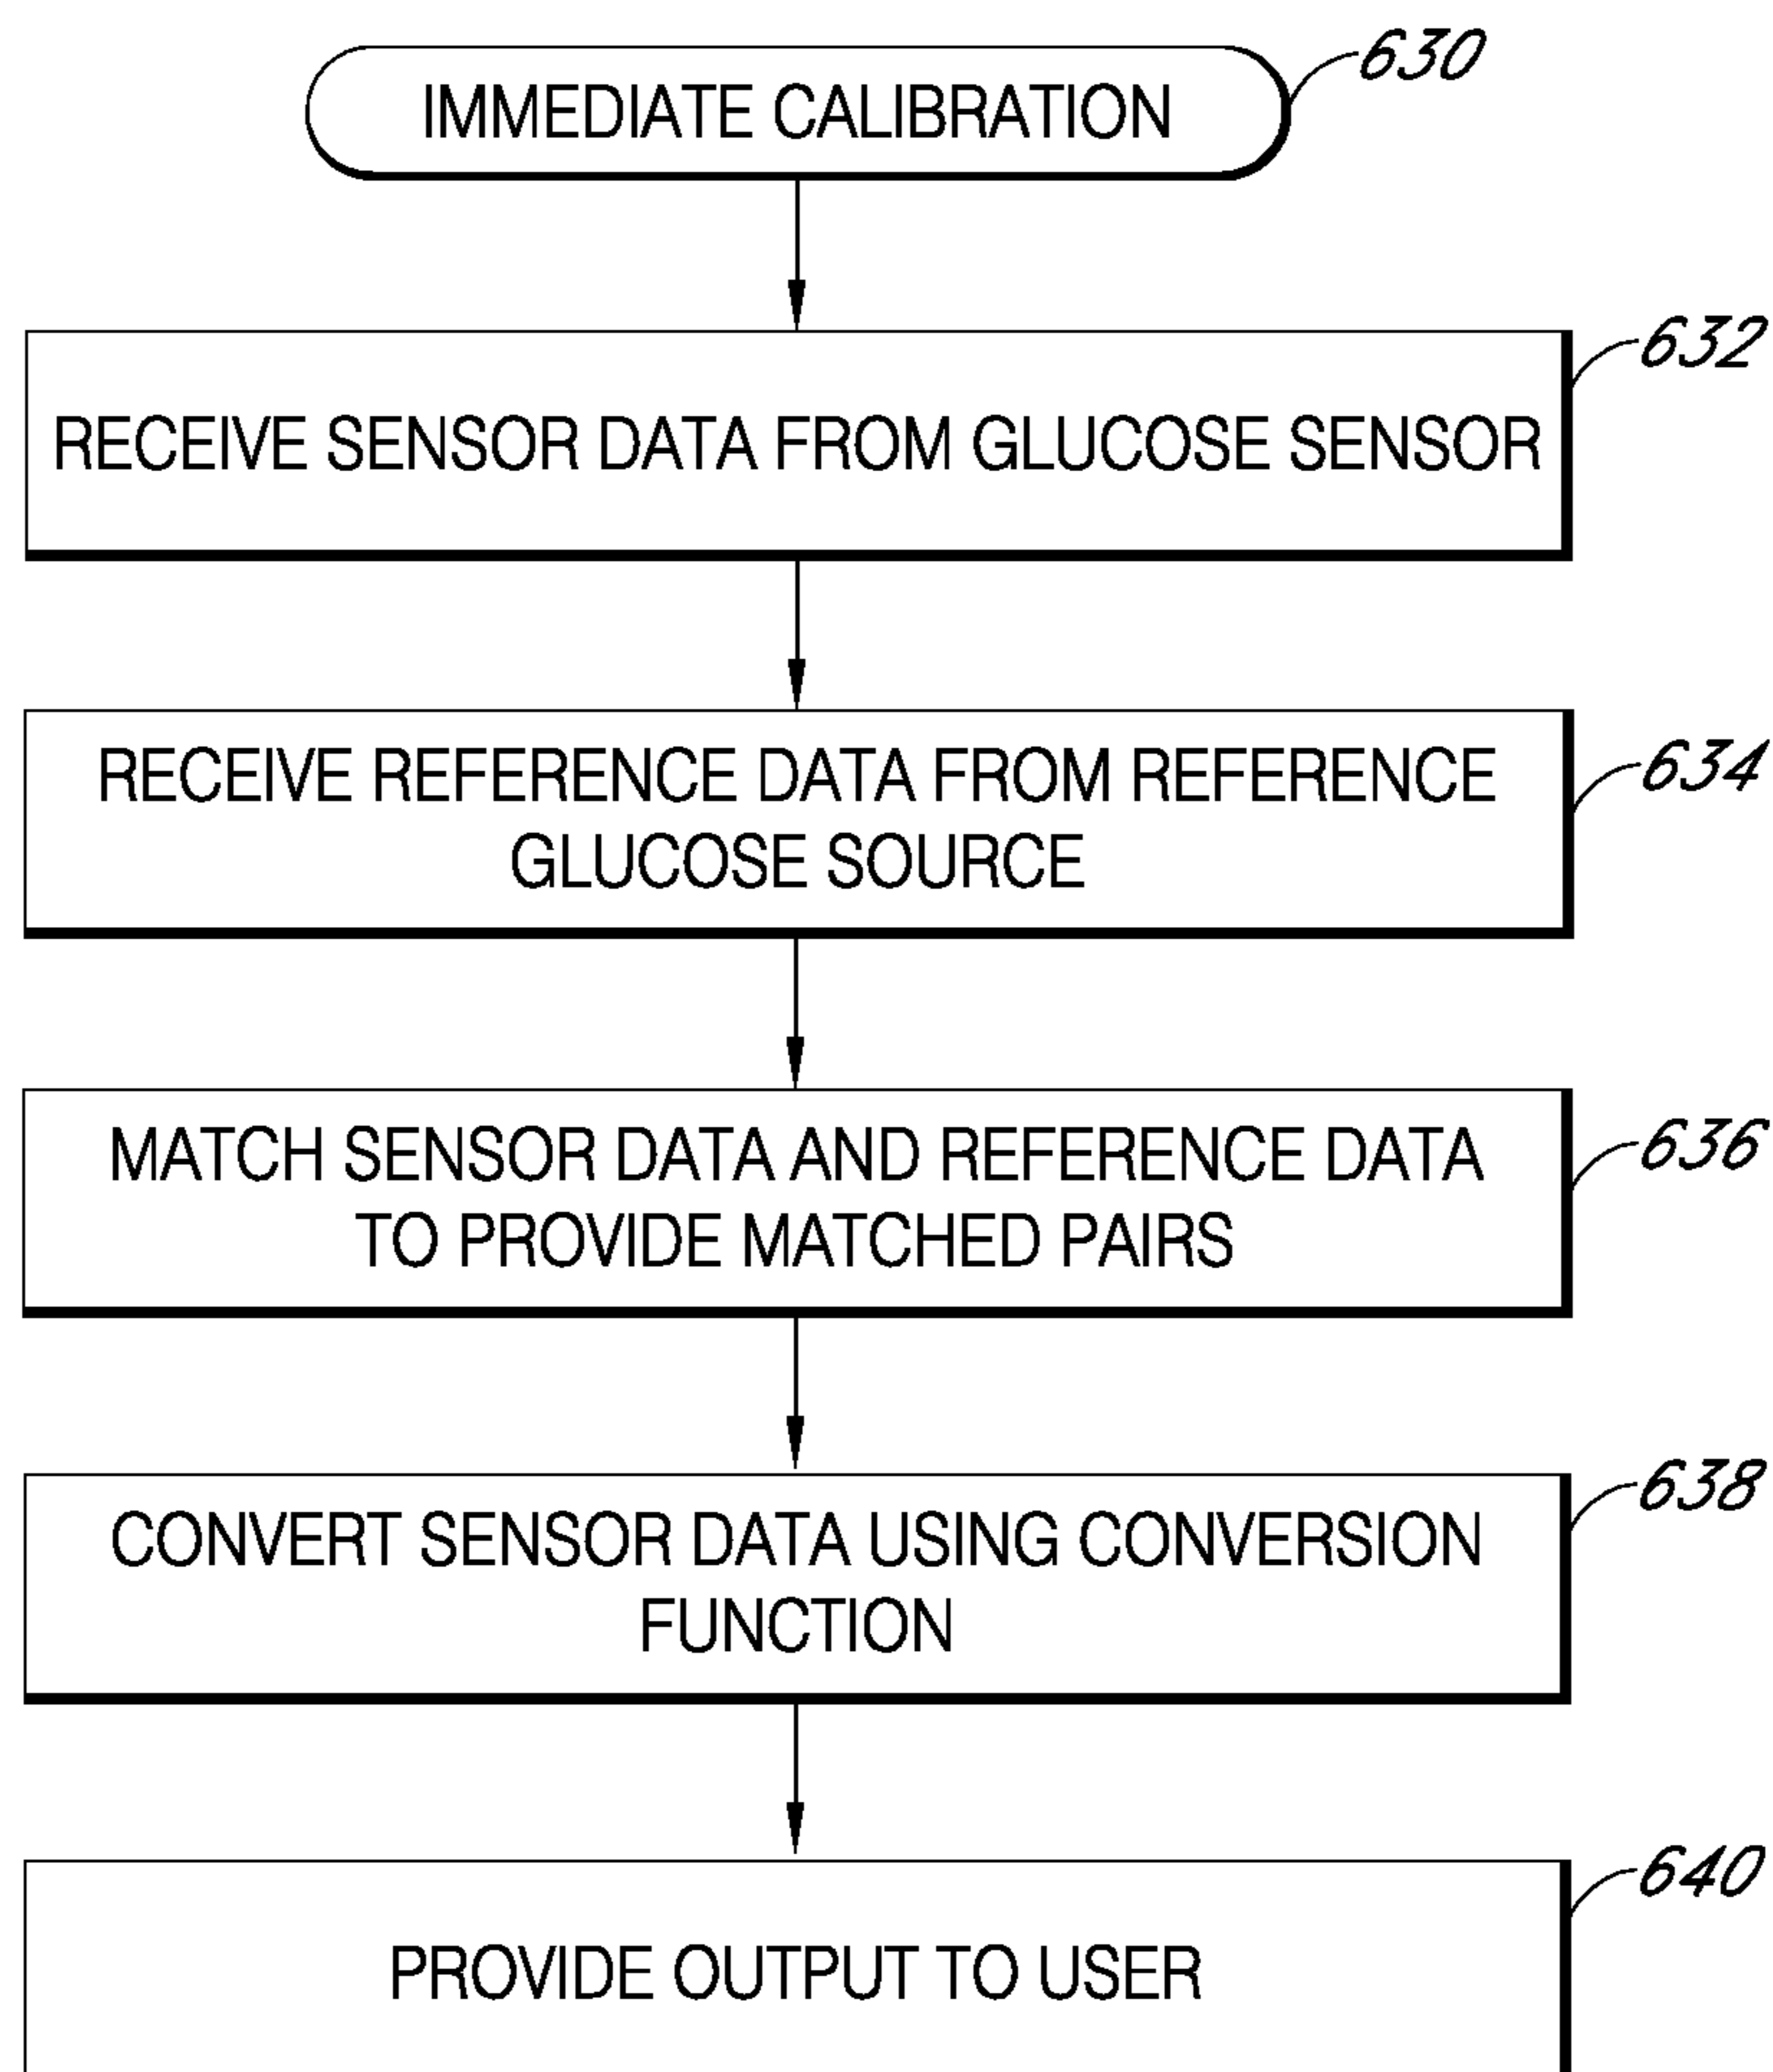 IMMEDIATE CALIBRATION
630
RECEIVE SENSOR DATA FROM GLUCOSE SENSOR
632
RECEIVE REFERENCE DATA FROM REFERENCE
GLUCOSE SOURCE
634
MATCH SENSOR DATA AND REFERENCE DATA
TO PROVIDE MATCHED PAIRS
636
CONVERT SENSOR DATA USING CONVERSION
FUNCTION
638
PROVIDE OUTPUT TO USER
640